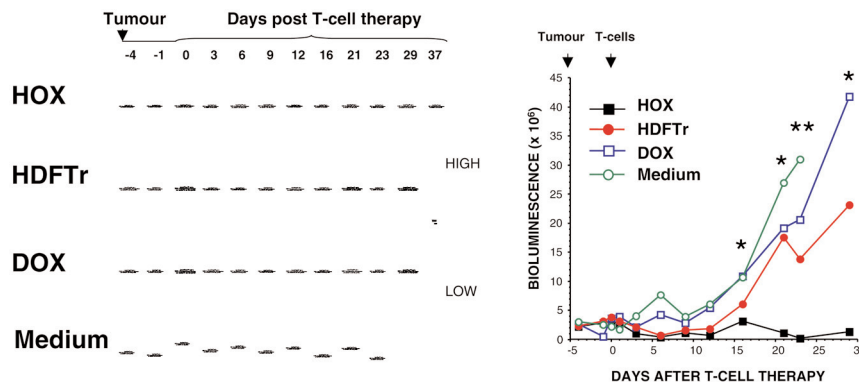 Tumour Days post T-cell therapy
-4 -1 0 3 6 9 12 16 21 23 29 37
HOX
HDFTr
HIGH
DOX
LOW
Medium
Tumour T-cells
45
40
35
30
25
20
15
10
5
0
BIOLUMINESCENCE (x 10⁶)
HOX
HDFTr
DOX
Medium
*
**
*
*
-5 0 5 10 15 20 25 3
DAYS AFTER T-CELL THERAPY